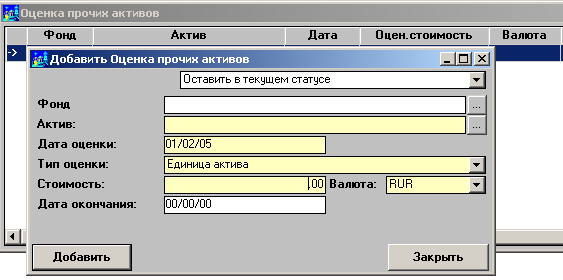 Оценка прочих активов
Фонд Актив Дата Оцен.стоимость Валюта
->
Добавить Оценка прочих активов
Оставить в текущем статусе
Фонд ...
Актив: ...
Дата оценки: 01/02/05
Тип оценки: Единица актива
Стоимость: .00 Валюта: RUR
Дата окончания: 00/00/00
Добавить Закрыть